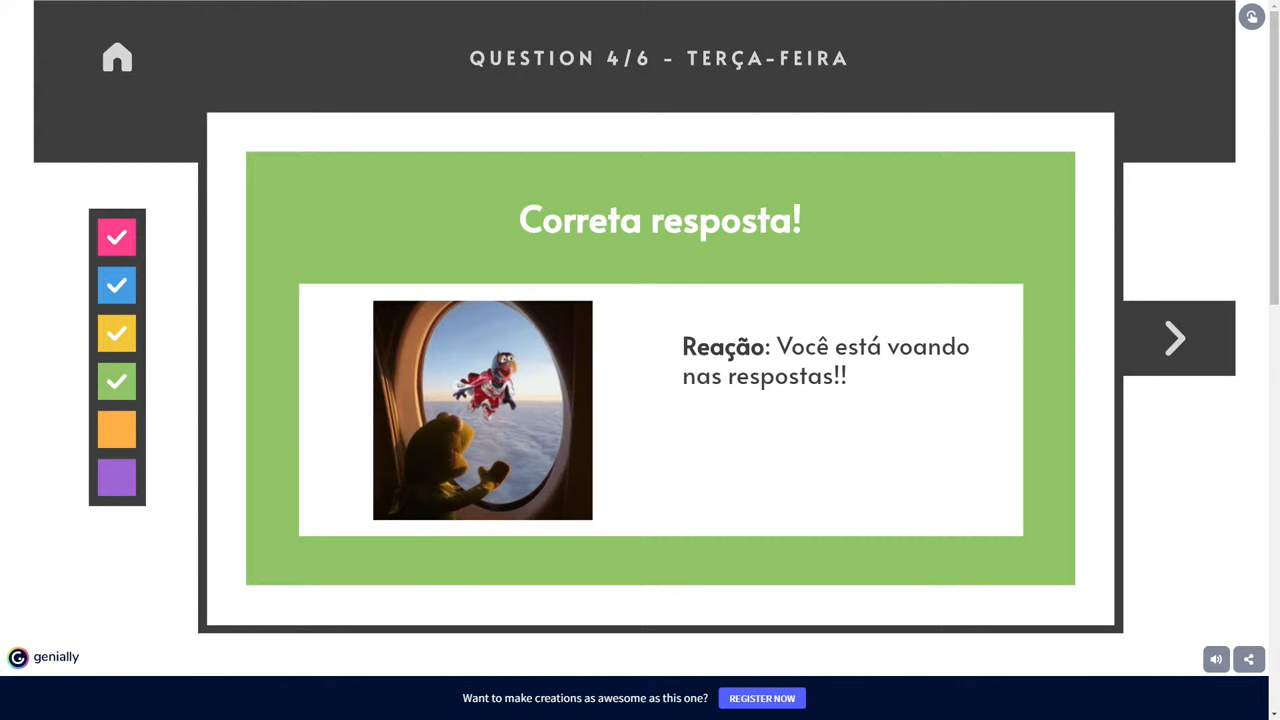 QUESTION 4/6 - TERÇA-FEIRA
Correta resposta!
Reação: Você está voando
nas respostas!!
genially
Want to make creations as awesome as this one?
REGISTER NOW